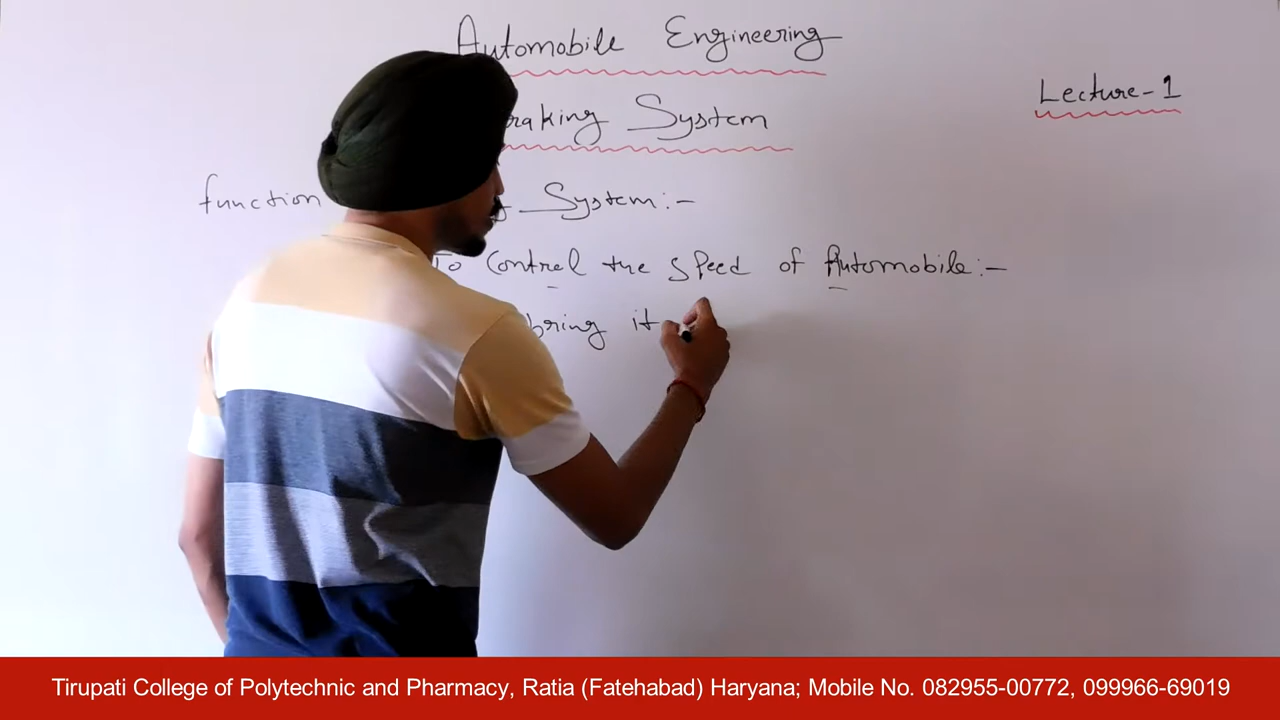 Automobile Engineering
Lecture-1
raking System
function System:-
To Control the speed of Automobile:-
bring it
Tirupati College of Polytechnic and Pharmacy, Ratia (Fatehabad) Haryana; Mobile No. 082955-00772, 099966-69019